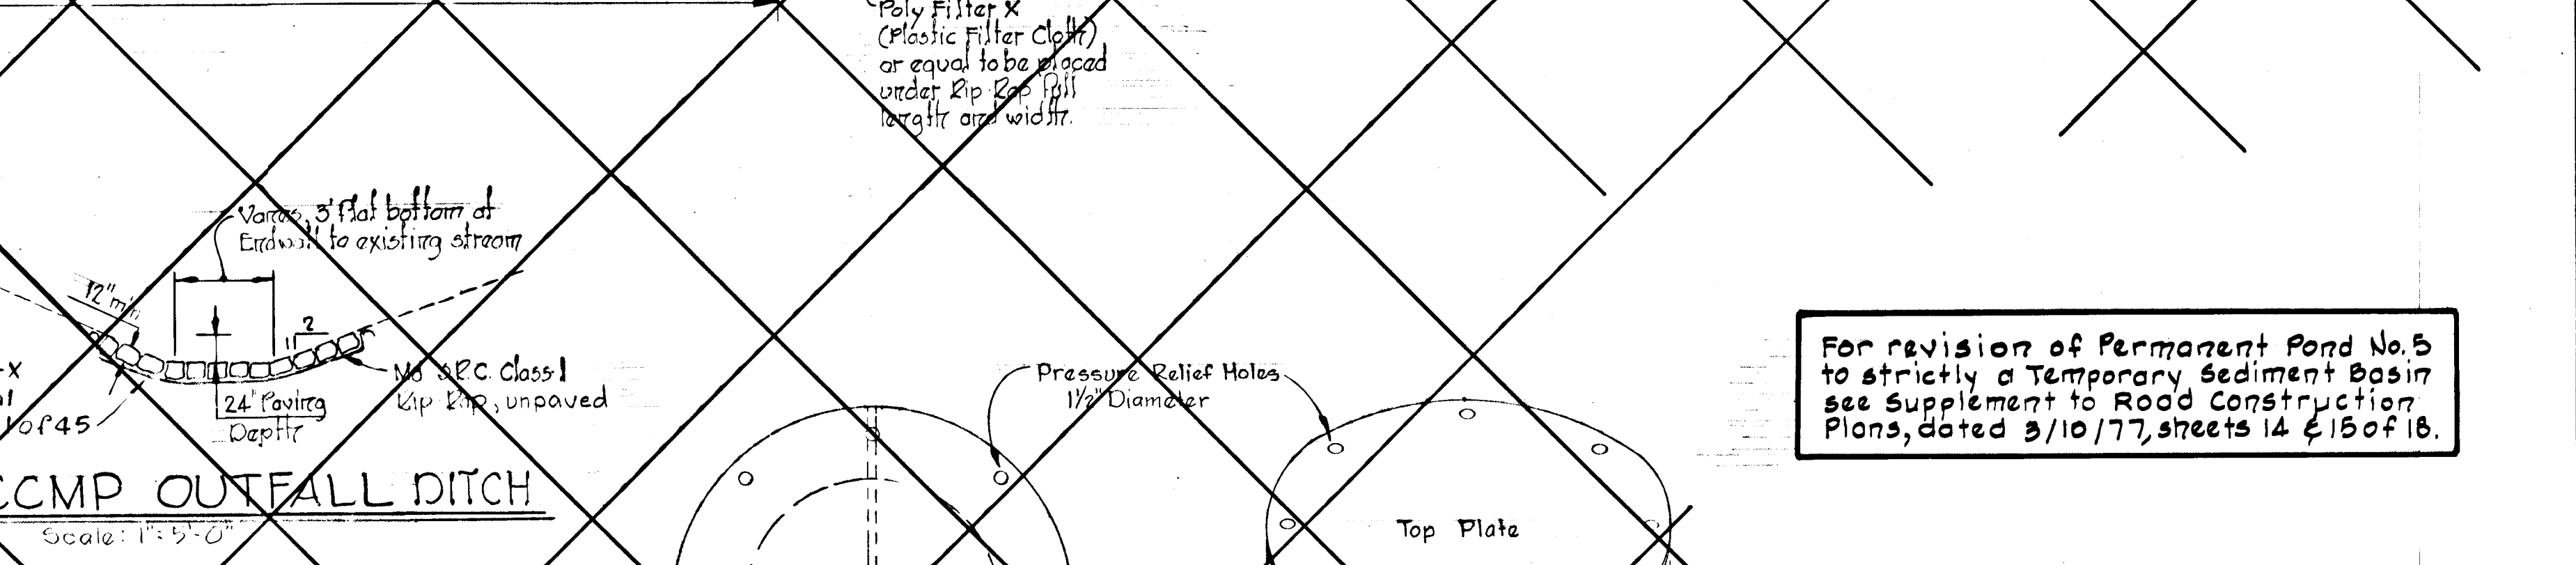 Poly Filter X
(Plastic Filter Cloth)
or equal to be placed
under Rip Rap full
length and width.
Varies, 3' flat bottom at
Endwall to existing stream
12" min
2
1
24" Paving
Depth
Md S.R.C. Class 1
Rip Rap, unpaved
X
1 of 45
CCMP OUTFALL DITCH
Scale: 1"=5'-0"
Pressure Relief Holes
1½" Diameter
Top Plate
For revision of Permanent Pond No. 5
to strictly a Temporary Sediment Basin
see Supplement to Road Construction
Plans, dated 3/10/77, sheets 14 & 15 of 18.